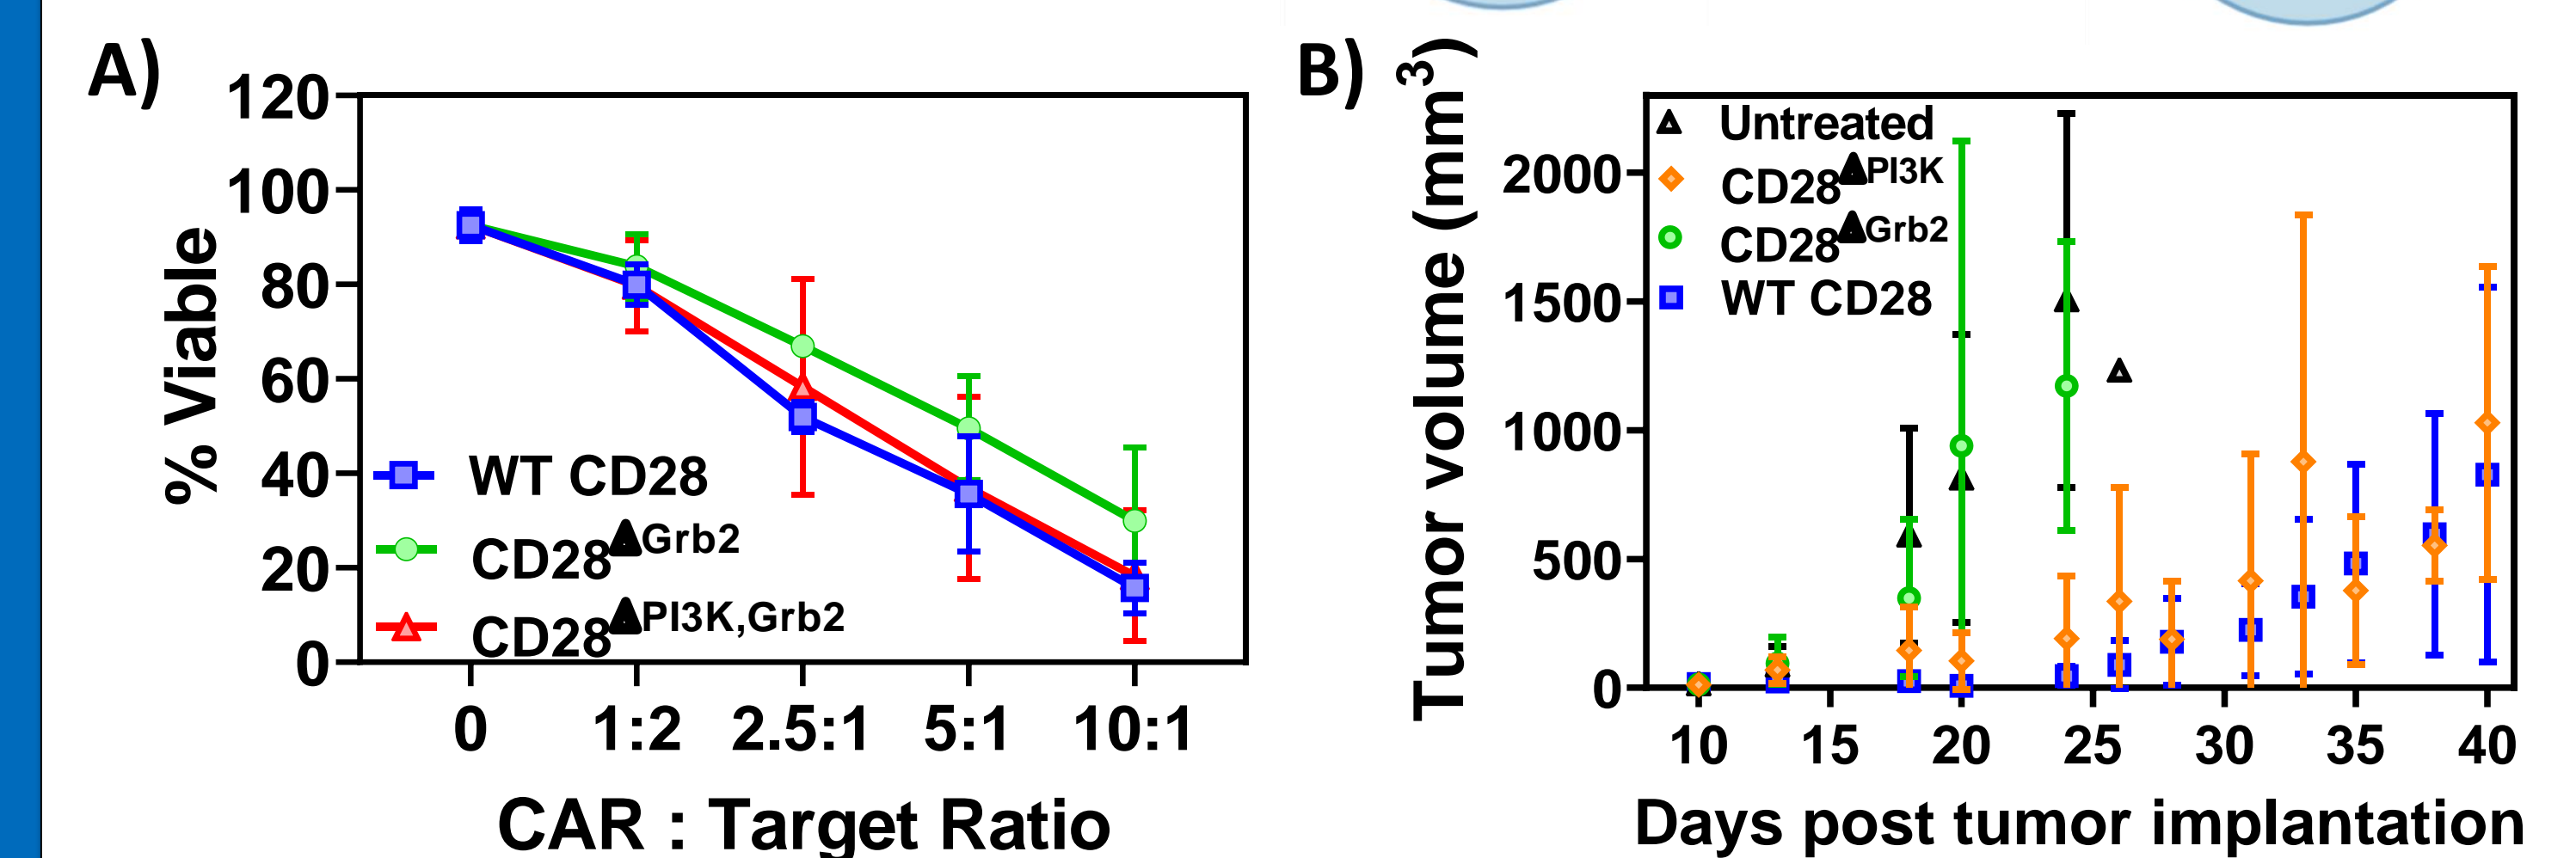 A)
% Viable
120
100
80
60
40
20
0
WT CD28
CD28ΔGrb2
CD28ΔPI3K,Grb2
0 1:2 2.5:1 5:1 10:1
CAR : Target Ratio
B)
Tumor volume (mm³)
2000
1500
1000
500
0
Untreated
CD28ΔPI3K
CD28ΔGrb2
WT CD28
10 15 20 25 30 35 40
Days post tumor implantation